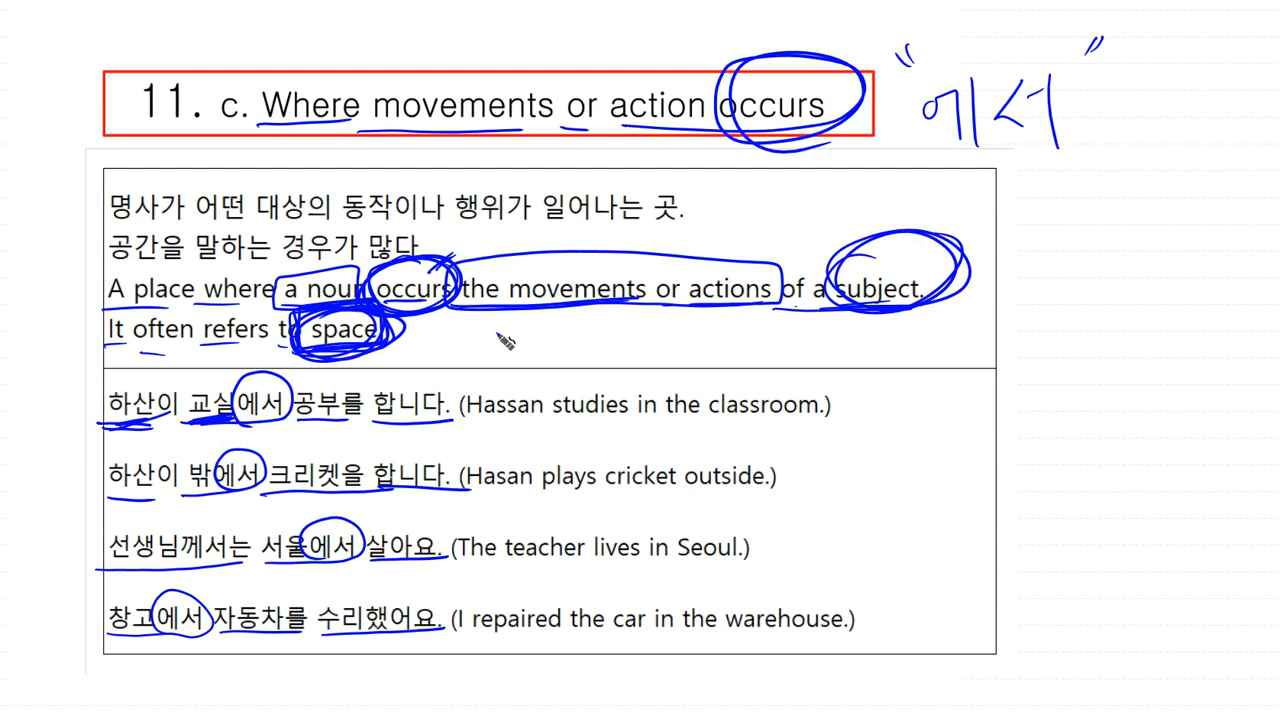 11. c. Where movements or action occurs
"에서"
명사가 어떤 대상의 동작이나 행위가 일어나는 곳.
공간을 말하는 경우가 많다
A place where a noun occurs the movements or actions of a subject.
It often refers to space
하산이 교실에서 공부를 합니다. (Hassan studies in the classroom.)
하산이 밖에서 크리켓을 합니다. (Hasan plays cricket outside.)
선생님께서는 서울에서 살아요. (The teacher lives in Seoul.)
창고에서 자동차를 수리했어요. (I repaired the car in the warehouse.)